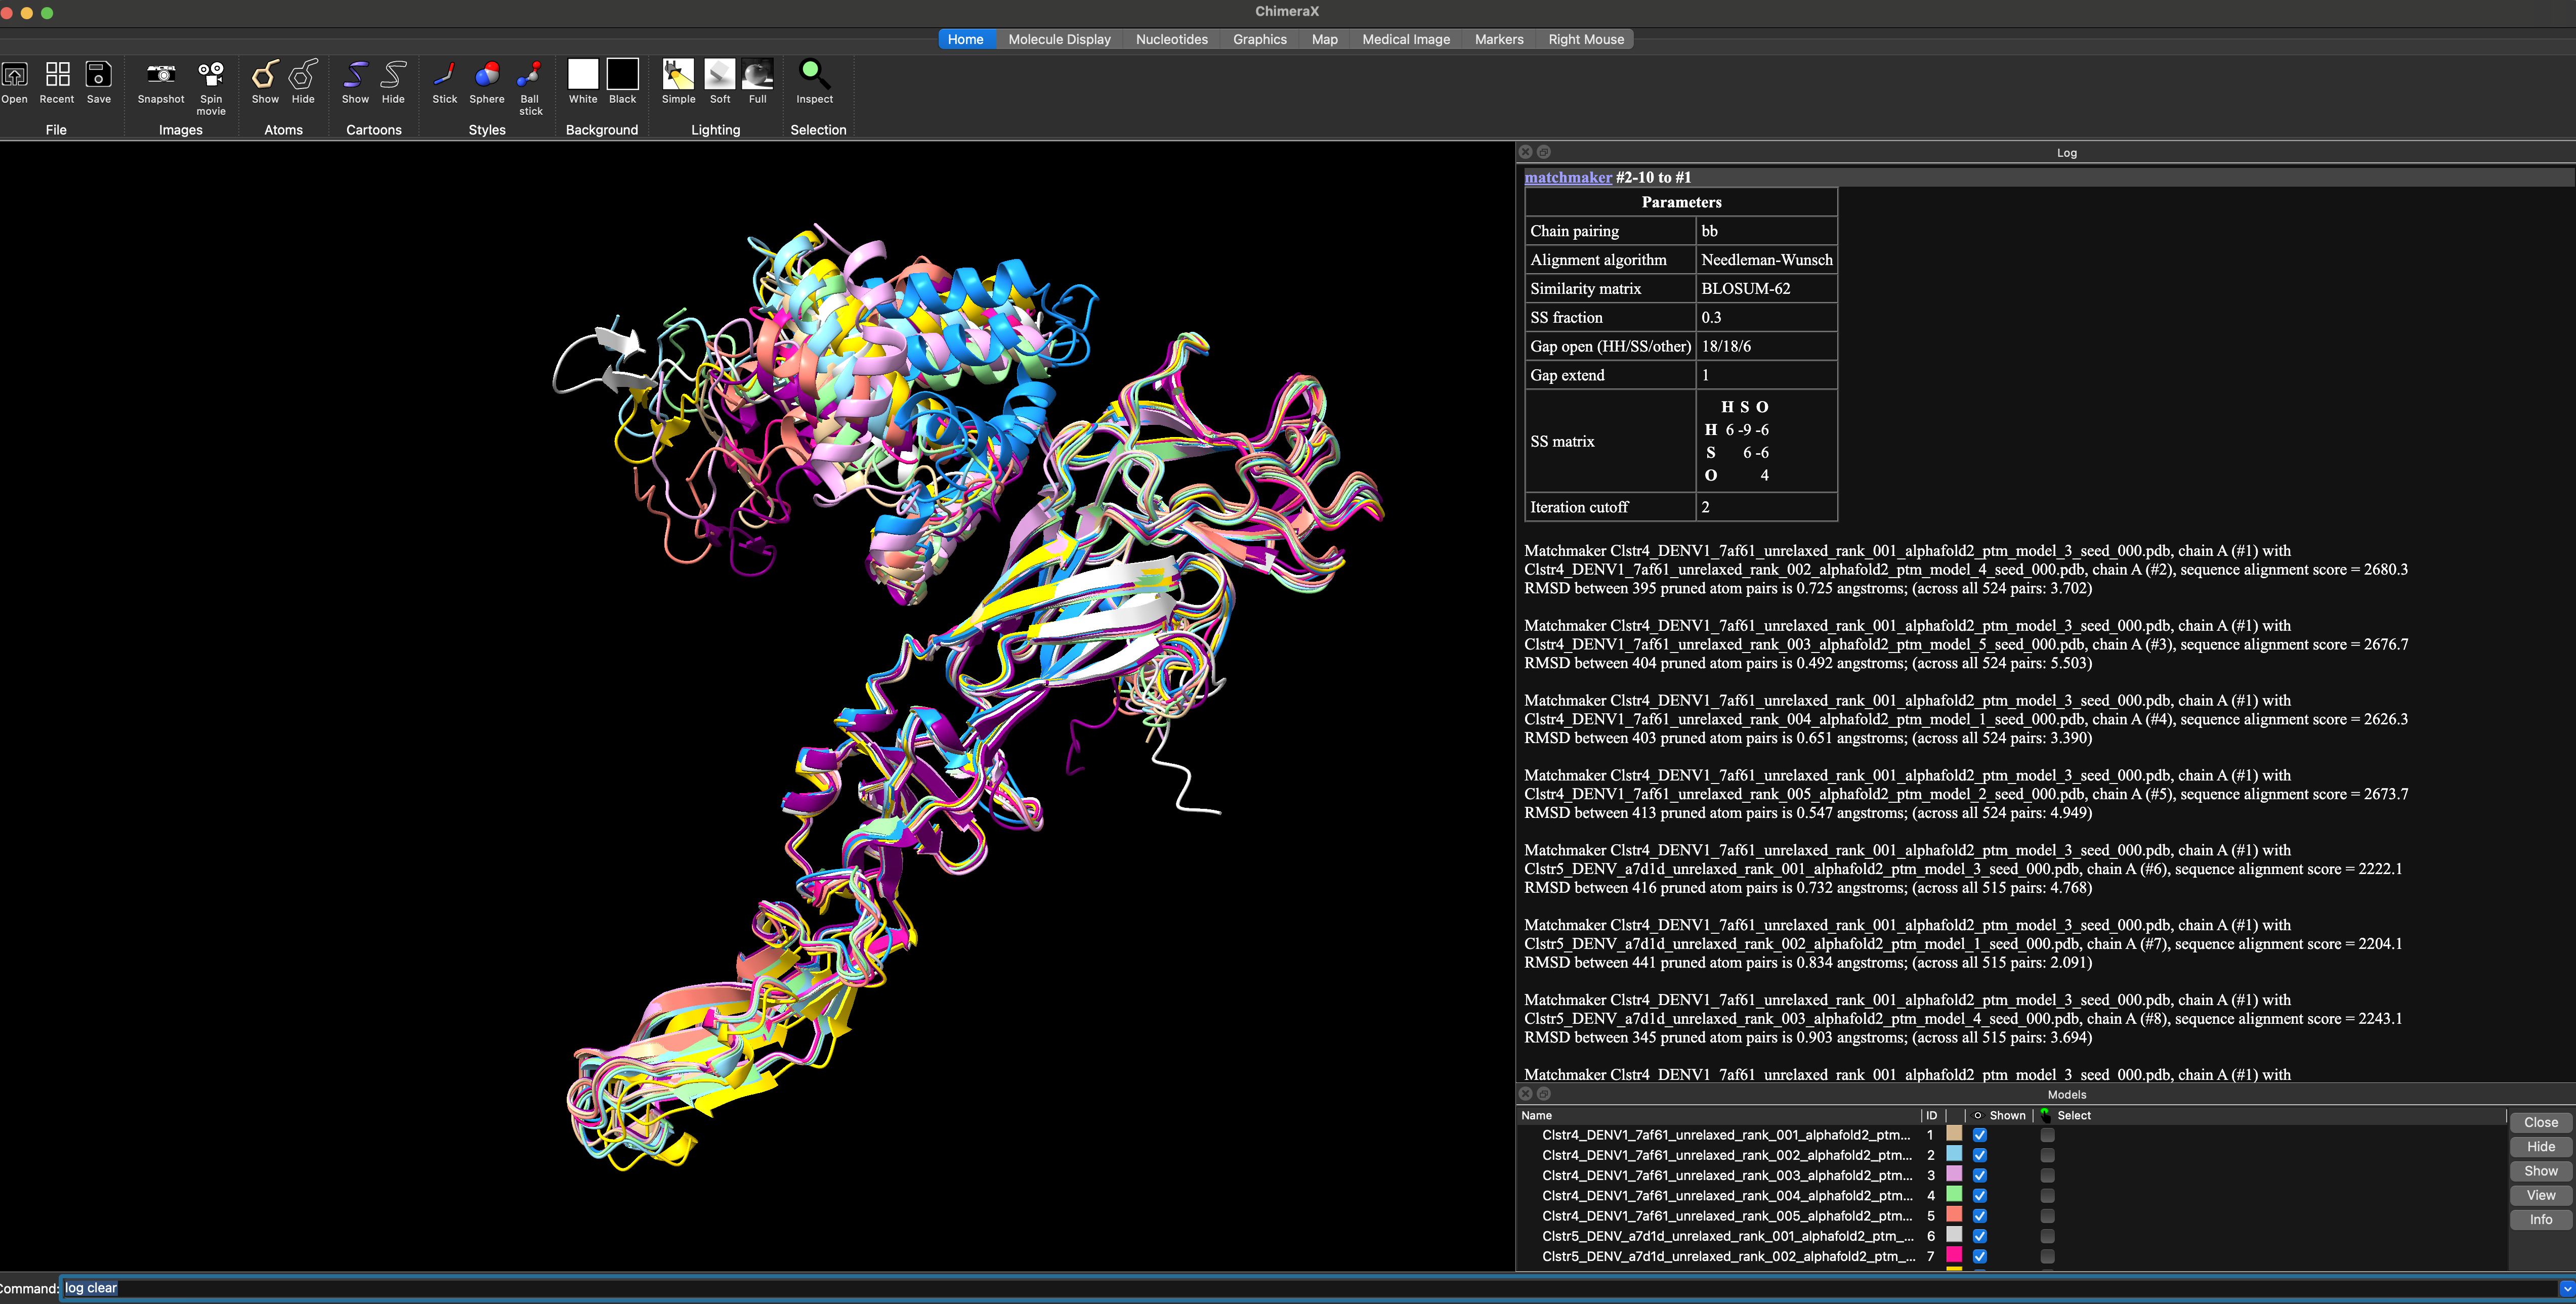 ChimeraX
Home Molecule Display Nucleotides Graphics Map Medical Image Markers Right Mouse
Open Recent Save Snapshot Spin movie Show Hide Show Hide Stick Sphere Ball stick White Black Simple Soft Full Inspect
File Images Atoms Cartoons Styles Background Lighting Selection
Log
matchmaker #2-10 to #1
Parameters
Chain pairing bb
Alignment algorithm Needleman-Wunsch
Similarity matrix BLOSUM-62
SS fraction 0.3
Gap open (HH/SS/other) 18/18/6
Gap extend 1
SS matrix
H S O
H 6 -9 -6
S 6 -6
O 4
Iteration cutoff 2
Matchmaker Clstr4_DENV1_7af61_unrelaxed_rank_001_alphafold2_ptm_model_3_seed_000.pdb, chain A (#1) with
Clstr4_DENV1_7af61_unrelaxed_rank_002_alphafold2_ptm_model_4_seed_000.pdb, chain A (#2), sequence alignment score = 2680.3
RMSD between 395 pruned atom pairs is 0.725 angstroms; (across all 524 pairs: 3.702)
Matchmaker Clstr4_DENV1_7af61_unrelaxed_rank_001_alphafold2_ptm_model_3_seed_000.pdb, chain A (#1) with
Clstr4_DENV1_7af61_unrelaxed_rank_003_alphafold2_ptm_model_5_seed_000.pdb, chain A (#3), sequence alignment score = 2676.7
RMSD between 404 pruned atom pairs is 0.492 angstroms; (across all 524 pairs: 5.503)
Matchmaker Clstr4_DENV1_7af61_unrelaxed_rank_001_alphafold2_ptm_model_3_seed_000.pdb, chain A (#1) with
Clstr4_DENV1_7af61_unrelaxed_rank_004_alphafold2_ptm_model_1_seed_000.pdb, chain A (#4), sequence alignment score = 2626.3
RMSD between 403 pruned atom pairs is 0.651 angstroms; (across all 524 pairs: 3.390)
Matchmaker Clstr4_DENV1_7af61_unrelaxed_rank_001_alphafold2_ptm_model_3_seed_000.pdb, chain A (#1) with
Clstr4_DENV1_7af61_unrelaxed_rank_005_alphafold2_ptm_model_2_seed_000.pdb, chain A (#5), sequence alignment score = 2673.7
RMSD between 413 pruned atom pairs is 0.547 angstroms; (across all 524 pairs: 4.949)
Matchmaker Clstr4_DENV1_7af61_unrelaxed_rank_001_alphafold2_ptm_model_3_seed_000.pdb, chain A (#1) with
Clstr5_DENV_a7d1d_unrelaxed_rank_001_alphafold2_ptm_model_3_seed_000.pdb, chain A (#6), sequence alignment score = 2222.1
RMSD between 416 pruned atom pairs is 0.732 angstroms; (across all 515 pairs: 4.768)
Matchmaker Clstr4_DENV1_7af61_unrelaxed_rank_001_alphafold2_ptm_model_3_seed_000.pdb, chain A (#1) with
Clstr5_DENV_a7d1d_unrelaxed_rank_002_alphafold2_ptm_model_1_seed_000.pdb, chain A (#7), sequence alignment score = 2204.1
RMSD between 441 pruned atom pairs is 0.834 angstroms; (across all 515 pairs: 2.091)
Matchmaker Clstr4_DENV1_7af61_unrelaxed_rank_001_alphafold2_ptm_model_3_seed_000.pdb, chain A (#1) with
Clstr5_DENV_a7d1d_unrelaxed_rank_003_alphafold2_ptm_model_4_seed_000.pdb, chain A (#8), sequence alignment score = 2243.1
RMSD between 345 pruned atom pairs is 0.903 angstroms; (across all 515 pairs: 3.694)
Matchmaker Clstr4_DENV1_7af61_unrelaxed_rank_001_alphafold2_ptm_model_3_seed_000.pdb, chain A (#1) with
Models
Name ID Shown Select
Clstr4_DENV1_7af61_unrelaxed_rank_001_alphafold2_ptm... 1
Clstr4_DENV1_7af61_unrelaxed_rank_002_alphafold2_ptm... 2
Clstr4_DENV1_7af61_unrelaxed_rank_003_alphafold2_ptm... 3
Clstr4_DENV1_7af61_unrelaxed_rank_004_alphafold2_ptm... 4
Clstr4_DENV1_7af61_unrelaxed_rank_005_alphafold2_ptm... 5
Clstr5_DENV_a7d1d_unrelaxed_rank_001_alphafold2_ptm_... 6
Clstr5_DENV_a7d1d_unrelaxed_rank_002_alphafold2_ptm_... 7
Close
Hide
Show
View
Info
Command: log clear